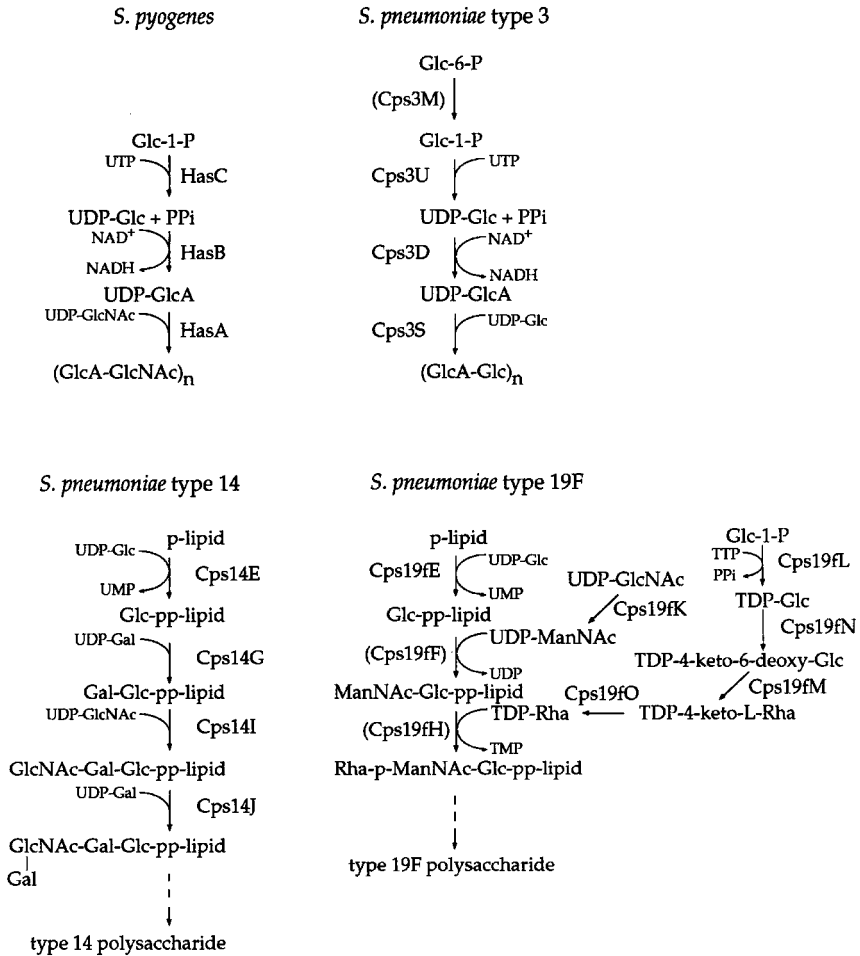 S. pyogenes
Glc-1-P
UTP
HasC
UDP-Glc + PPi
NAD+
HasB
NADH
UDP-GlcA
UDP-GlcNAc
HasA
(GlcA-GlcNAc)n
S. pneumoniae type 3
Glc-6-P
(Cps3M)
Glc-1-P
Cps3U
UTP
UDP-Glc + PPi
NAD+
Cps3D
NADH
UDP-GlcA
Cps3S
UDP-Glc
(GlcA-Glc)n
S. pneumoniae type 14
p-lipid
UDP-Glc
Cps14E
UMP
Glc-pp-lipid
UDP-Gal
Cps14G
Gal-Glc-pp-lipid
UDP-GlcNAc
Cps14I
GlcNAc-Gal-Glc-pp-lipid
UDP-Gal
Cps14J
GlcNAc-Gal-Glc-pp-lipid
Gal
type 14 polysaccharide
S. pneumoniae type 19F
p-lipid
Cps19fE
UDP-Glc
UMP
Glc-pp-lipid
UDP-GlcNAc
Cps19fK
UDP-ManNAc
(Cps19fF)
UDP
ManNAc-Glc-pp-lipid
Glc-1-P
TTP
Cps19fL
PPi
TDP-Glc
Cps19fN
TDP-4-keto-6-deoxy-Glc
Cps19fM
TDP-4-keto-L-Rha
Cps19fO
TDP-Rha
(Cps19fH)
TMP
Rha-p-ManNAc-Glc-pp-lipid
type 19F polysaccharide